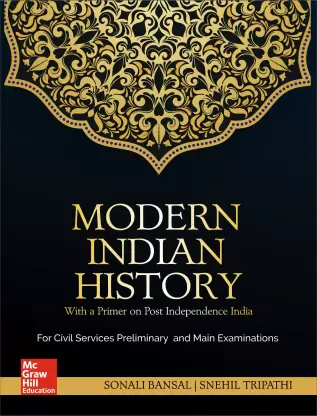 MODERN
INDIAN
HISTORY
With a Primer on Post Independence India
For Civil Services Preliminary and Main Examinations
Mc
Graw
Hill
Education
SONALI BANSAL | SNEHIL TRIPATHI